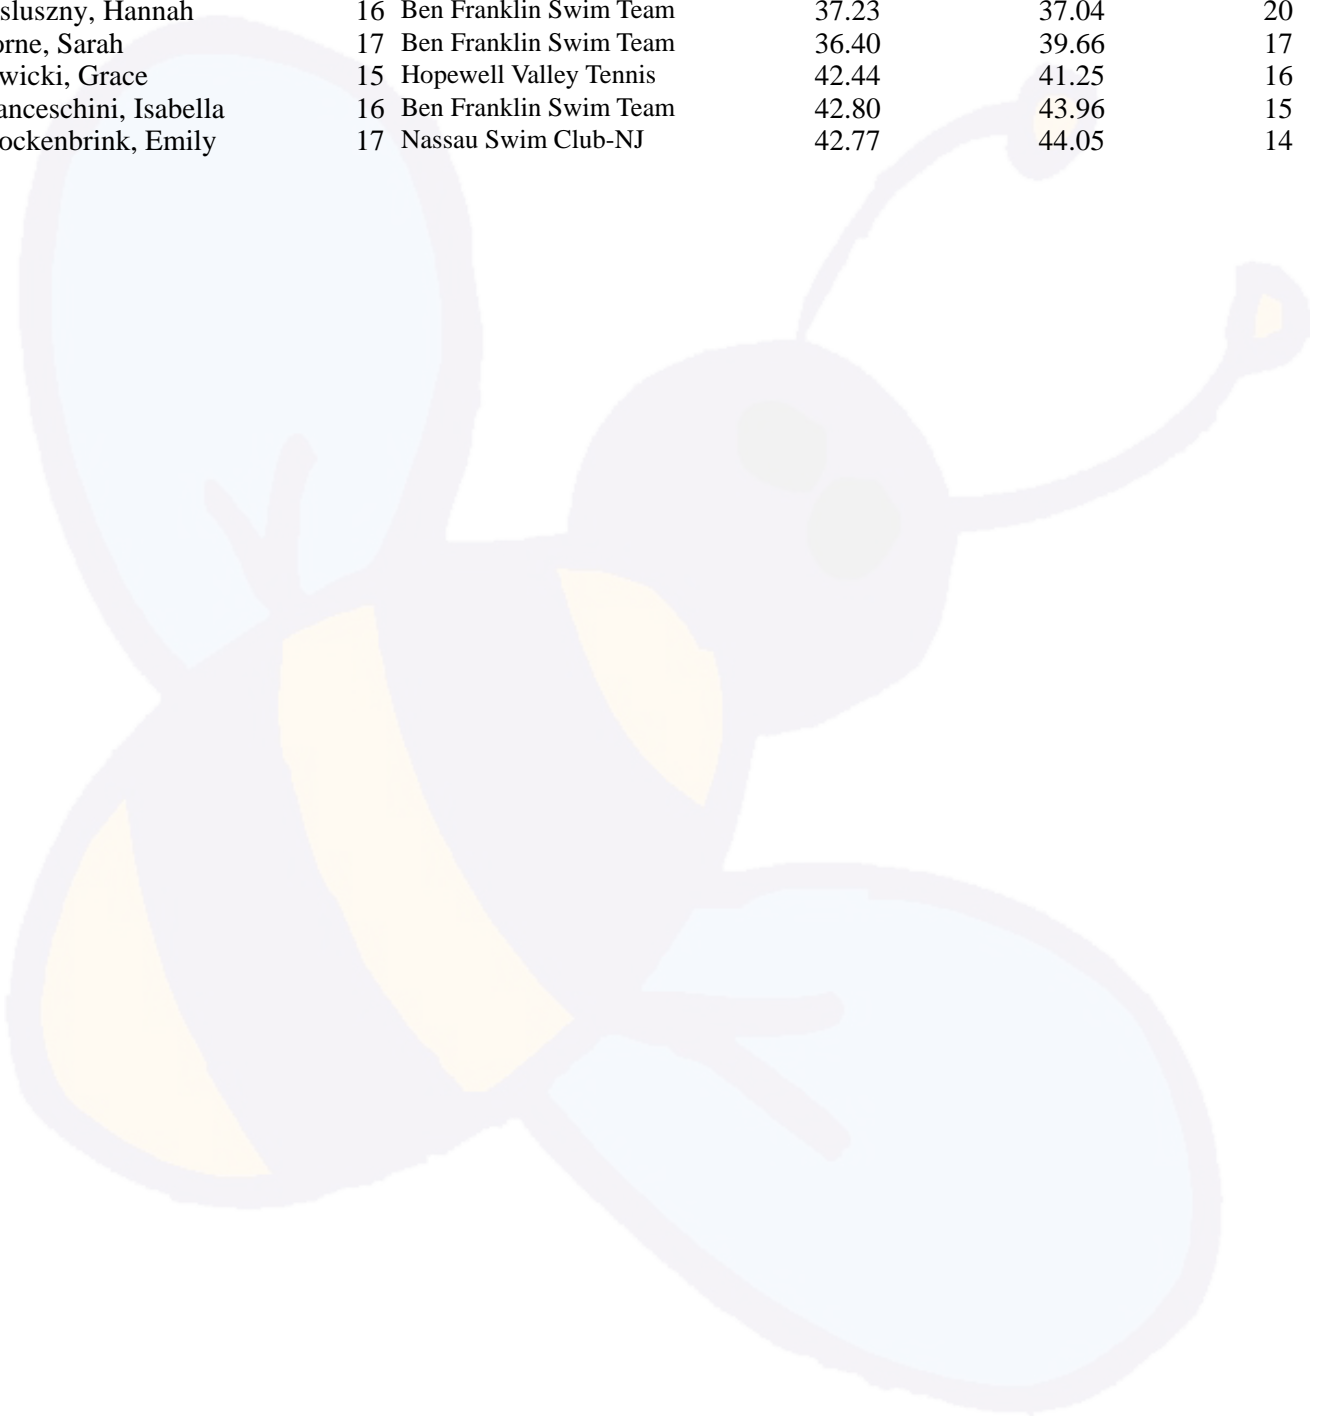 sluszny, Hannah 16 Ben Franklin Swim Team 37.23 37.04 20
orne, Sarah 17 Ben Franklin Swim Team 36.40 39.66 17
wicki, Grace 15 Hopewell Valley Tennis 42.44 41.25 16
anceschini, Isabella 16 Ben Franklin Swim Team 42.80 43.96 15
ockenbrink, Emily 17 Nassau Swim Club-NJ 42.77 44.05 14